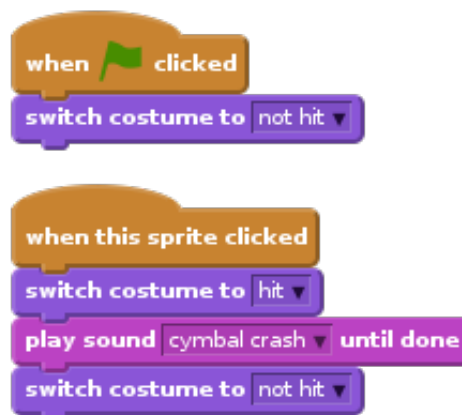 when clicked
switch costume to not hit
when this sprite clicked
switch costume to hit
play sound cymbal crash until done
switch costume to not hit